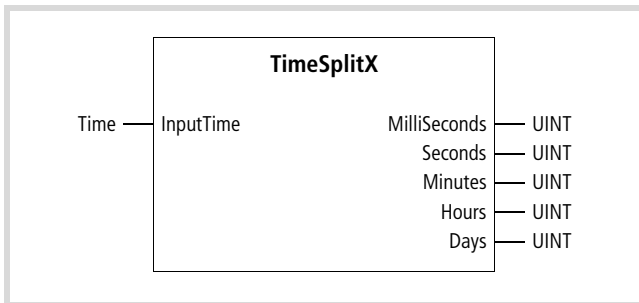 TimeSplitX
Time InputTime MilliSeconds UINT
Seconds UINT
Minutes UINT
Hours UINT
Days UINT